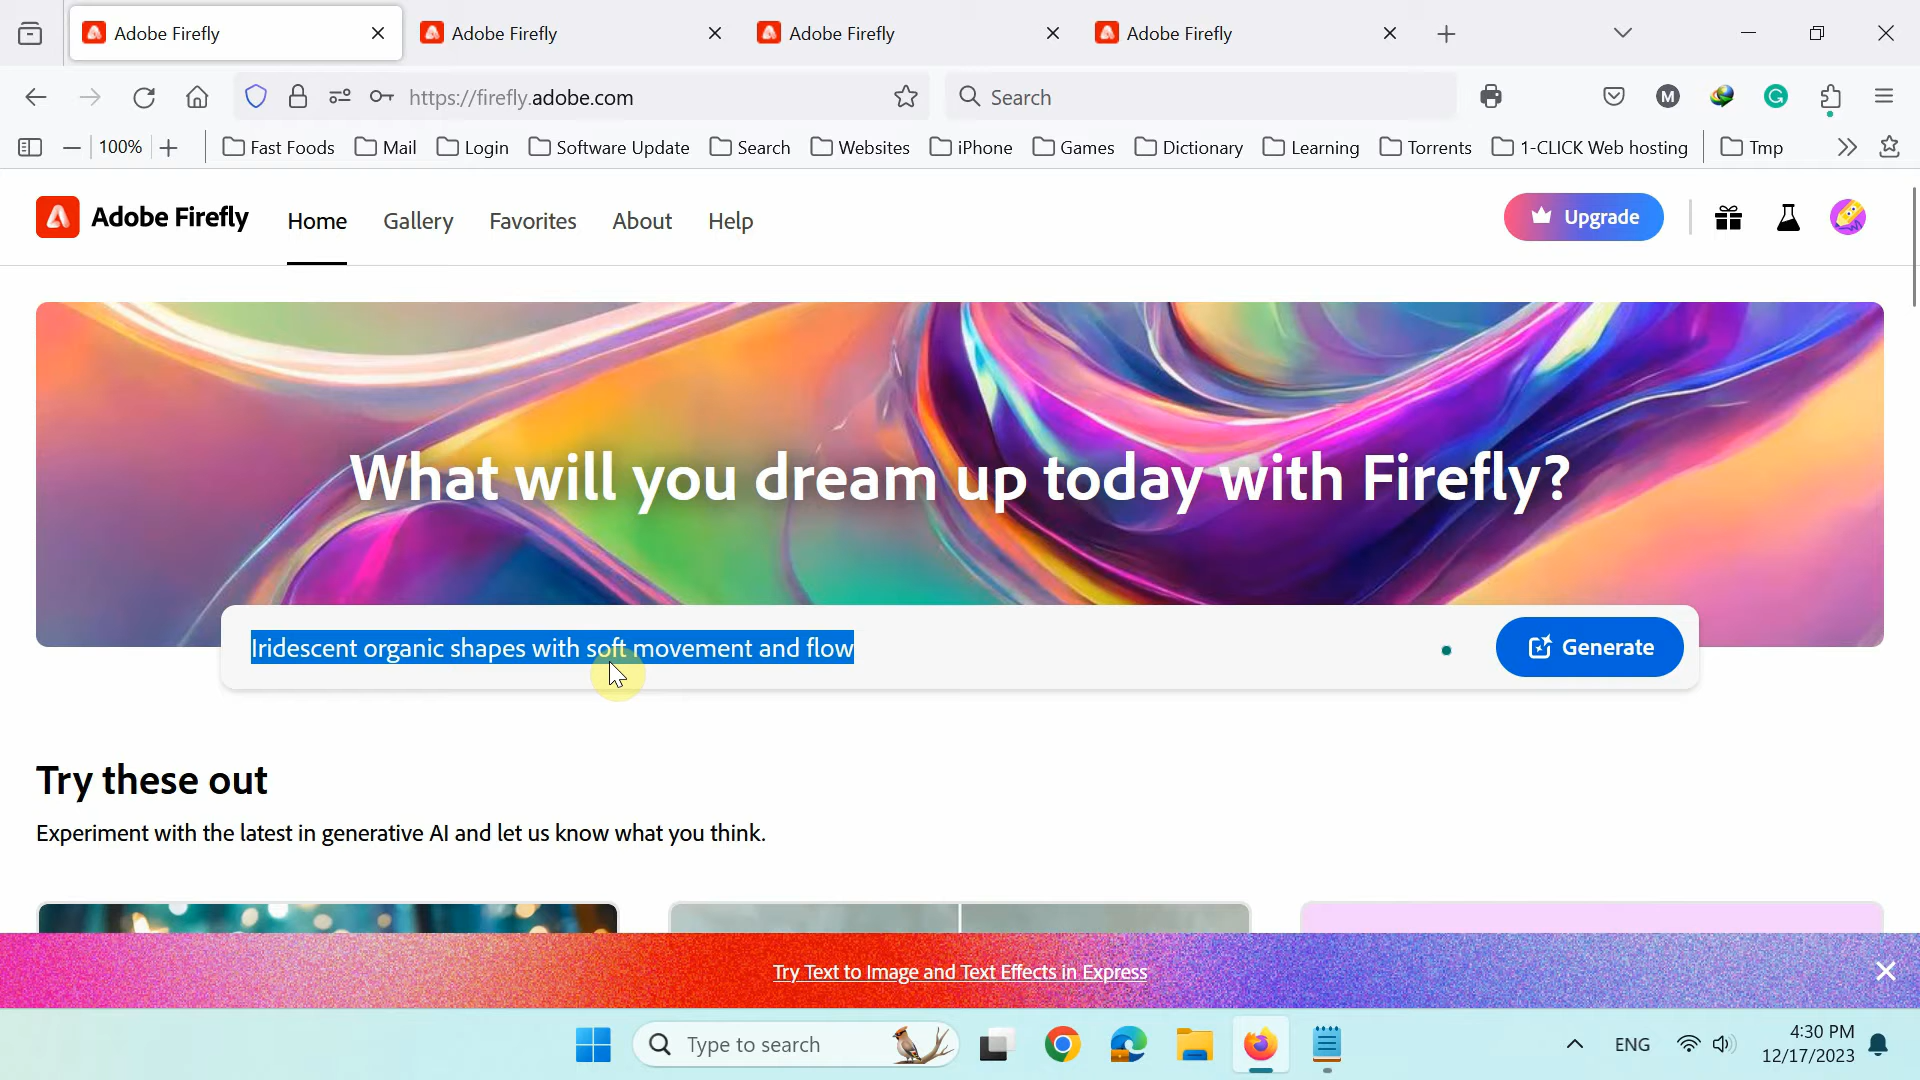 Adobe Firefly
Adobe Firefly
Adobe Firefly
Adobe Firefly
https://firefly.adobe.com
Search
M
G
100%
Fast Foods
Mail
Login
Software Update
Search
Websites
iPhone
Games
Dictionary
Learning
Torrents
1-CLICK Web hosting
Tmp
Adobe Firefly
Home
Gallery
Favorites
About
Help
Upgrade
What will you dream up today with Firefly?
Iridescent organic shapes with soft movement and flow
Generate
Try these out
Experiment with the latest in generative AI and let us know what you think.
Try Text to Image and Text Effects in Express
Type to search
ENG
4:30 PM
12/17/2023